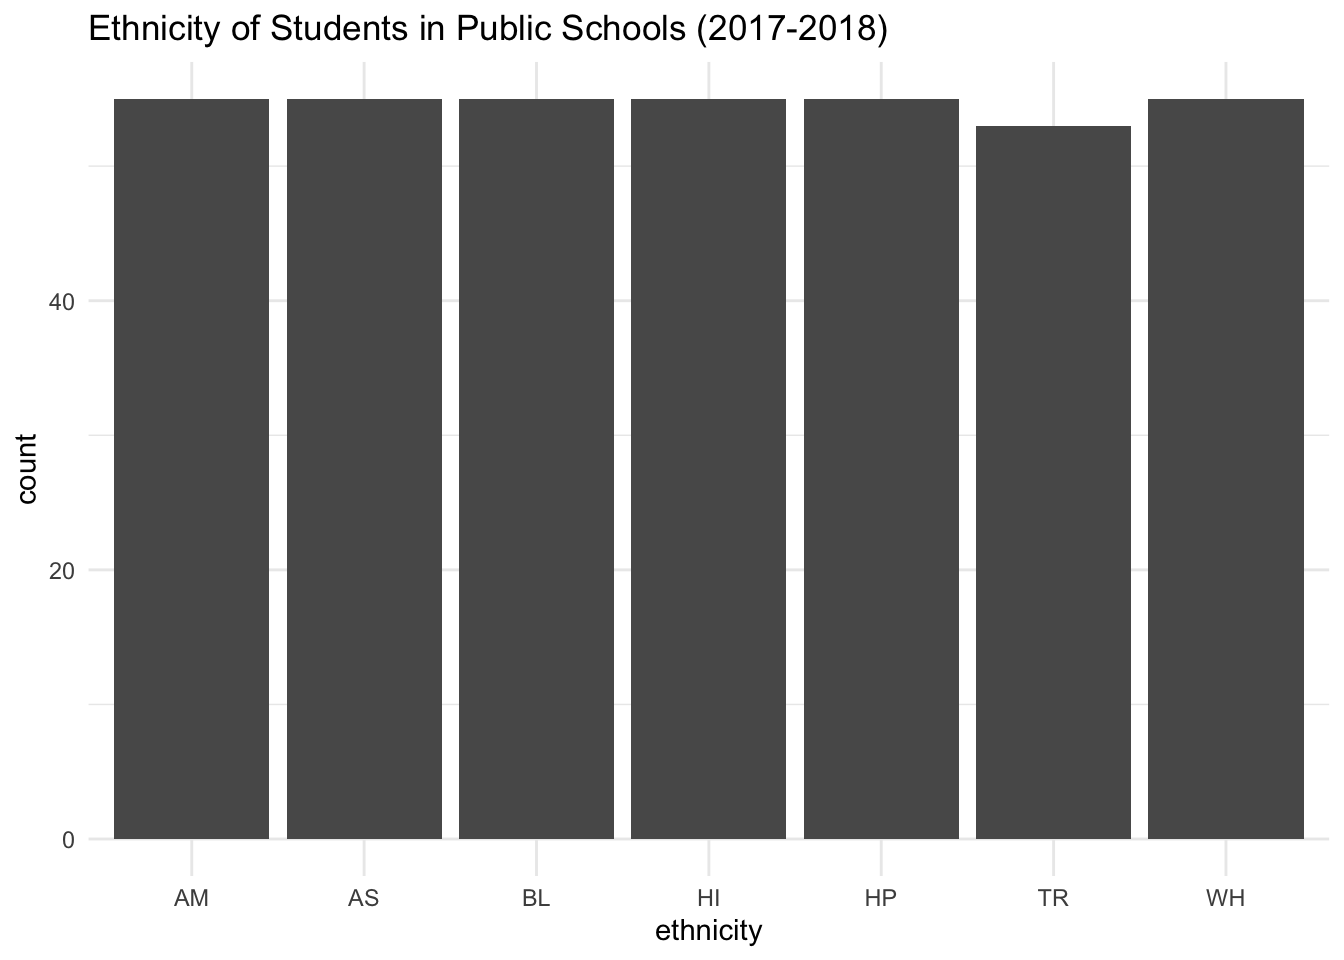 Ethnicity of Students in Public Schools (2017-2018)
count
40
20
0
AM AS BL HI HP TR WH
ethnicity